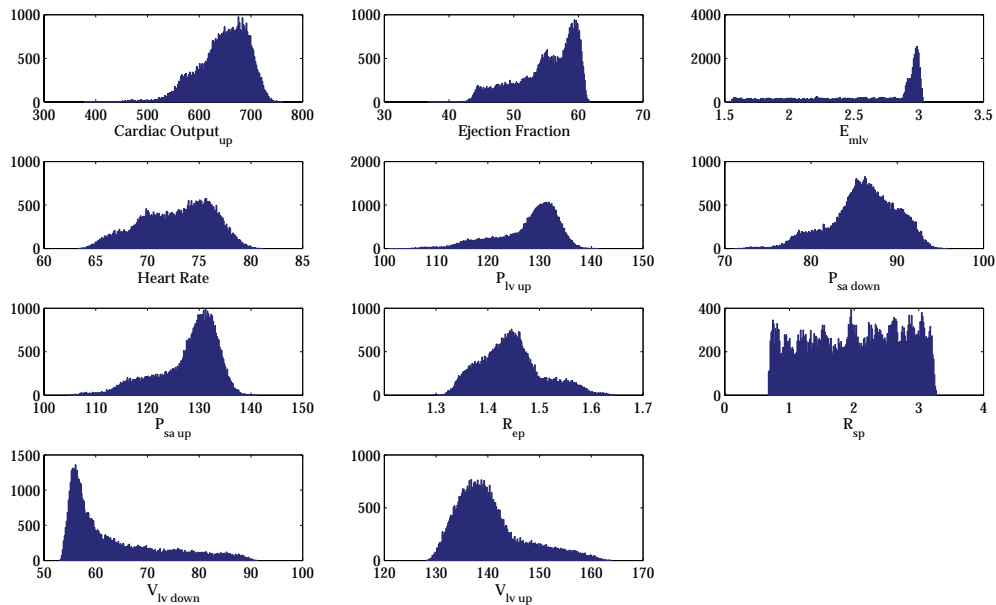 1000
500
0
300 400 500 600 700 800
Cardiac Output up
1000
500
0
30 40 50 60 70
Ejection Fraction
4000
2000
0
1.5 2 2.5 3 3.5
E mlv
1000
500
0
60 65 70 75 80 85
Heart Rate
2000
1000
0
100 110 120 130 140 150
P lv up
1000
500
0
70 80 90 100
P sa down
1000
500
0
100 110 120 130 140 150
P sa up
1000
500
0
1.3 1.4 1.5 1.6 1.7
R ep
400
200
0
0 1 2 3 4
R sp
1500
1000
500
0
50 60 70 80 90 100
V lv down
1000
500
0
120 130 140 150 160 170
V lv up